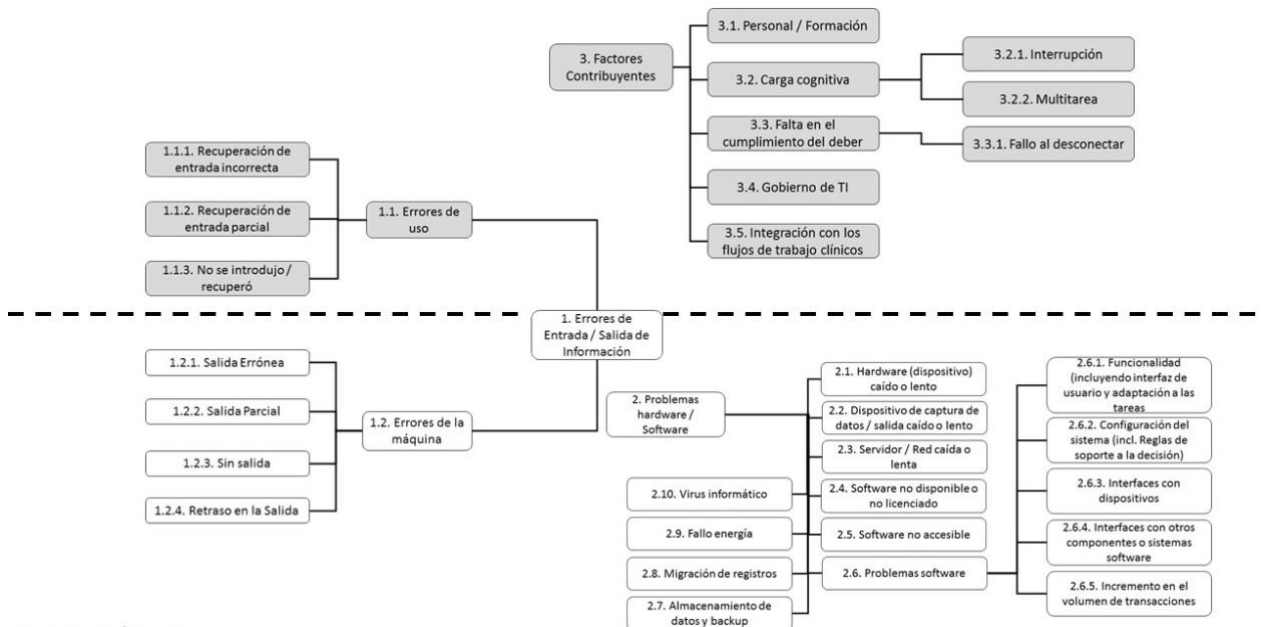 3. Factores
Contribuyentes
3.1. Personal / Formación
3.2. Carga cognitiva
3.2.1. Interrupción
3.2.2. Multitarea
3.3. Falta en el
cumplimiento del deber
3.3.1. Fallo al desconectar
3.4. Gobierno de TI
3.5. Integración con los
flujos de trabajo clínicos
1.1.1. Recuperación de
entrada incorrecta
1.1.2. Recuperación de
entrada parcial
1.1.3. No se introdujo /
recuperó
1.1. Errores de
uso
1. Errores de
Entrada / Salida de
Información
1.2.1. Salida Errónea
1.2.2. Salida Parcial
1.2.3. Sin salida
1.2.4. Retraso en la Salida
1.2. Errores de la
máquina
2. Problemas
hardware /
Software
2.1. Hardware (dispositivo)
caído o lento
2.2. Dispositivo de captura de
datos / salida caído o lento
2.3. Servidor / Red caída o
lenta
2.4. Software no disponible o
no licenciado
2.5. Software no accesible
2.6. Problemas software
2.10. Virus informático
2.9. Fallo energía
2.8. Migración de registros
2.7. Almacenamiento de
datos y backup
2.6.1. Funcionalidad
(incluyendo interfaz de
usuario y adaptación a las
tareas
2.6.2. Configuración del
sistema (incl. Reglas de
soporte a la decisión)
2.6.3. Interfaces con
dispositivos
2.6.4. Interfaces con otros
componentes o sistemas
software
2.6.5. Incremento en el
volumen de transacciones